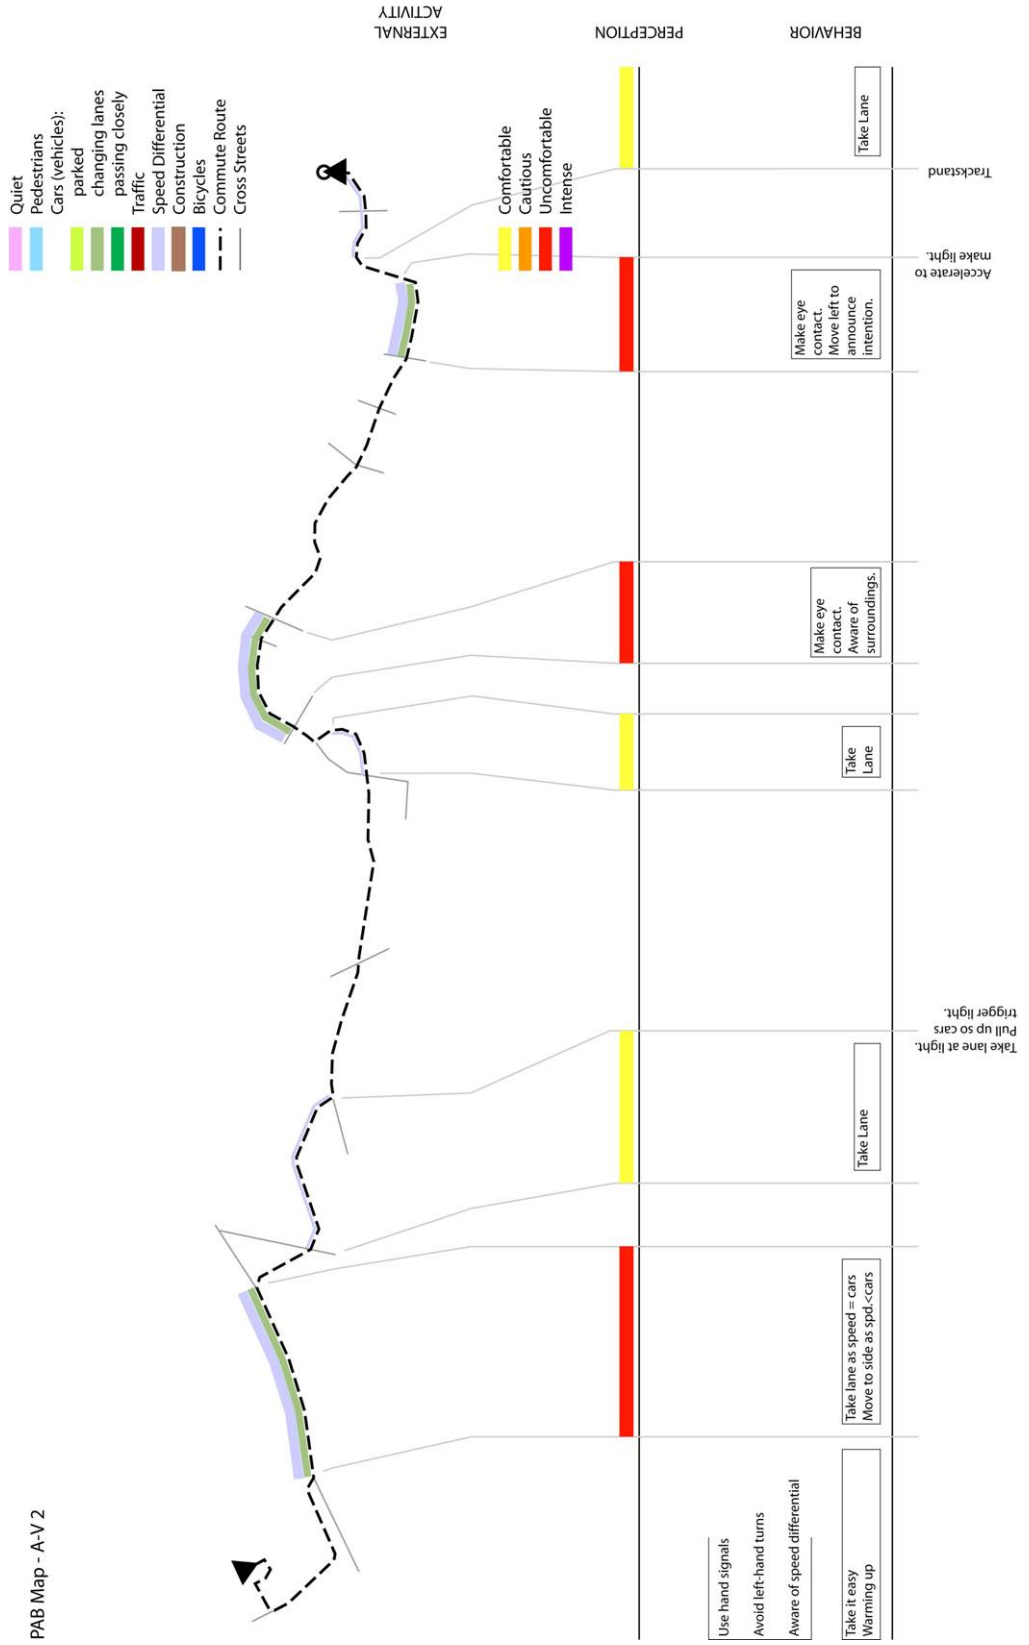 PAB Map - A-V 2
Quiet
Pedestrians
Cars (vehicles):
parked
changing lanes
passing closely
Traffic
Speed Differential
Construction
Bicycles
Commute Route
Cross Streets
EXTERNAL
ACTIVITY
Comfortable
Cautious
Uncomfortable
Intense
PERCEPTION
BEHAVIOR
Use hand signals
Avoid left-hand turns
Aware of speed differential
Take it easy
Warming up
Take lane as speed = cars
Move to side as spd.<cars
Take Lane
Take
Lane
Make eye
contact.
Aware of
surroundings.
Make eye
contact.
Move left to
announce
intention.
Take Lane
Take lane at light.
Pull up so cars
trigger light.
Accelerate to
make light.
Trackstand